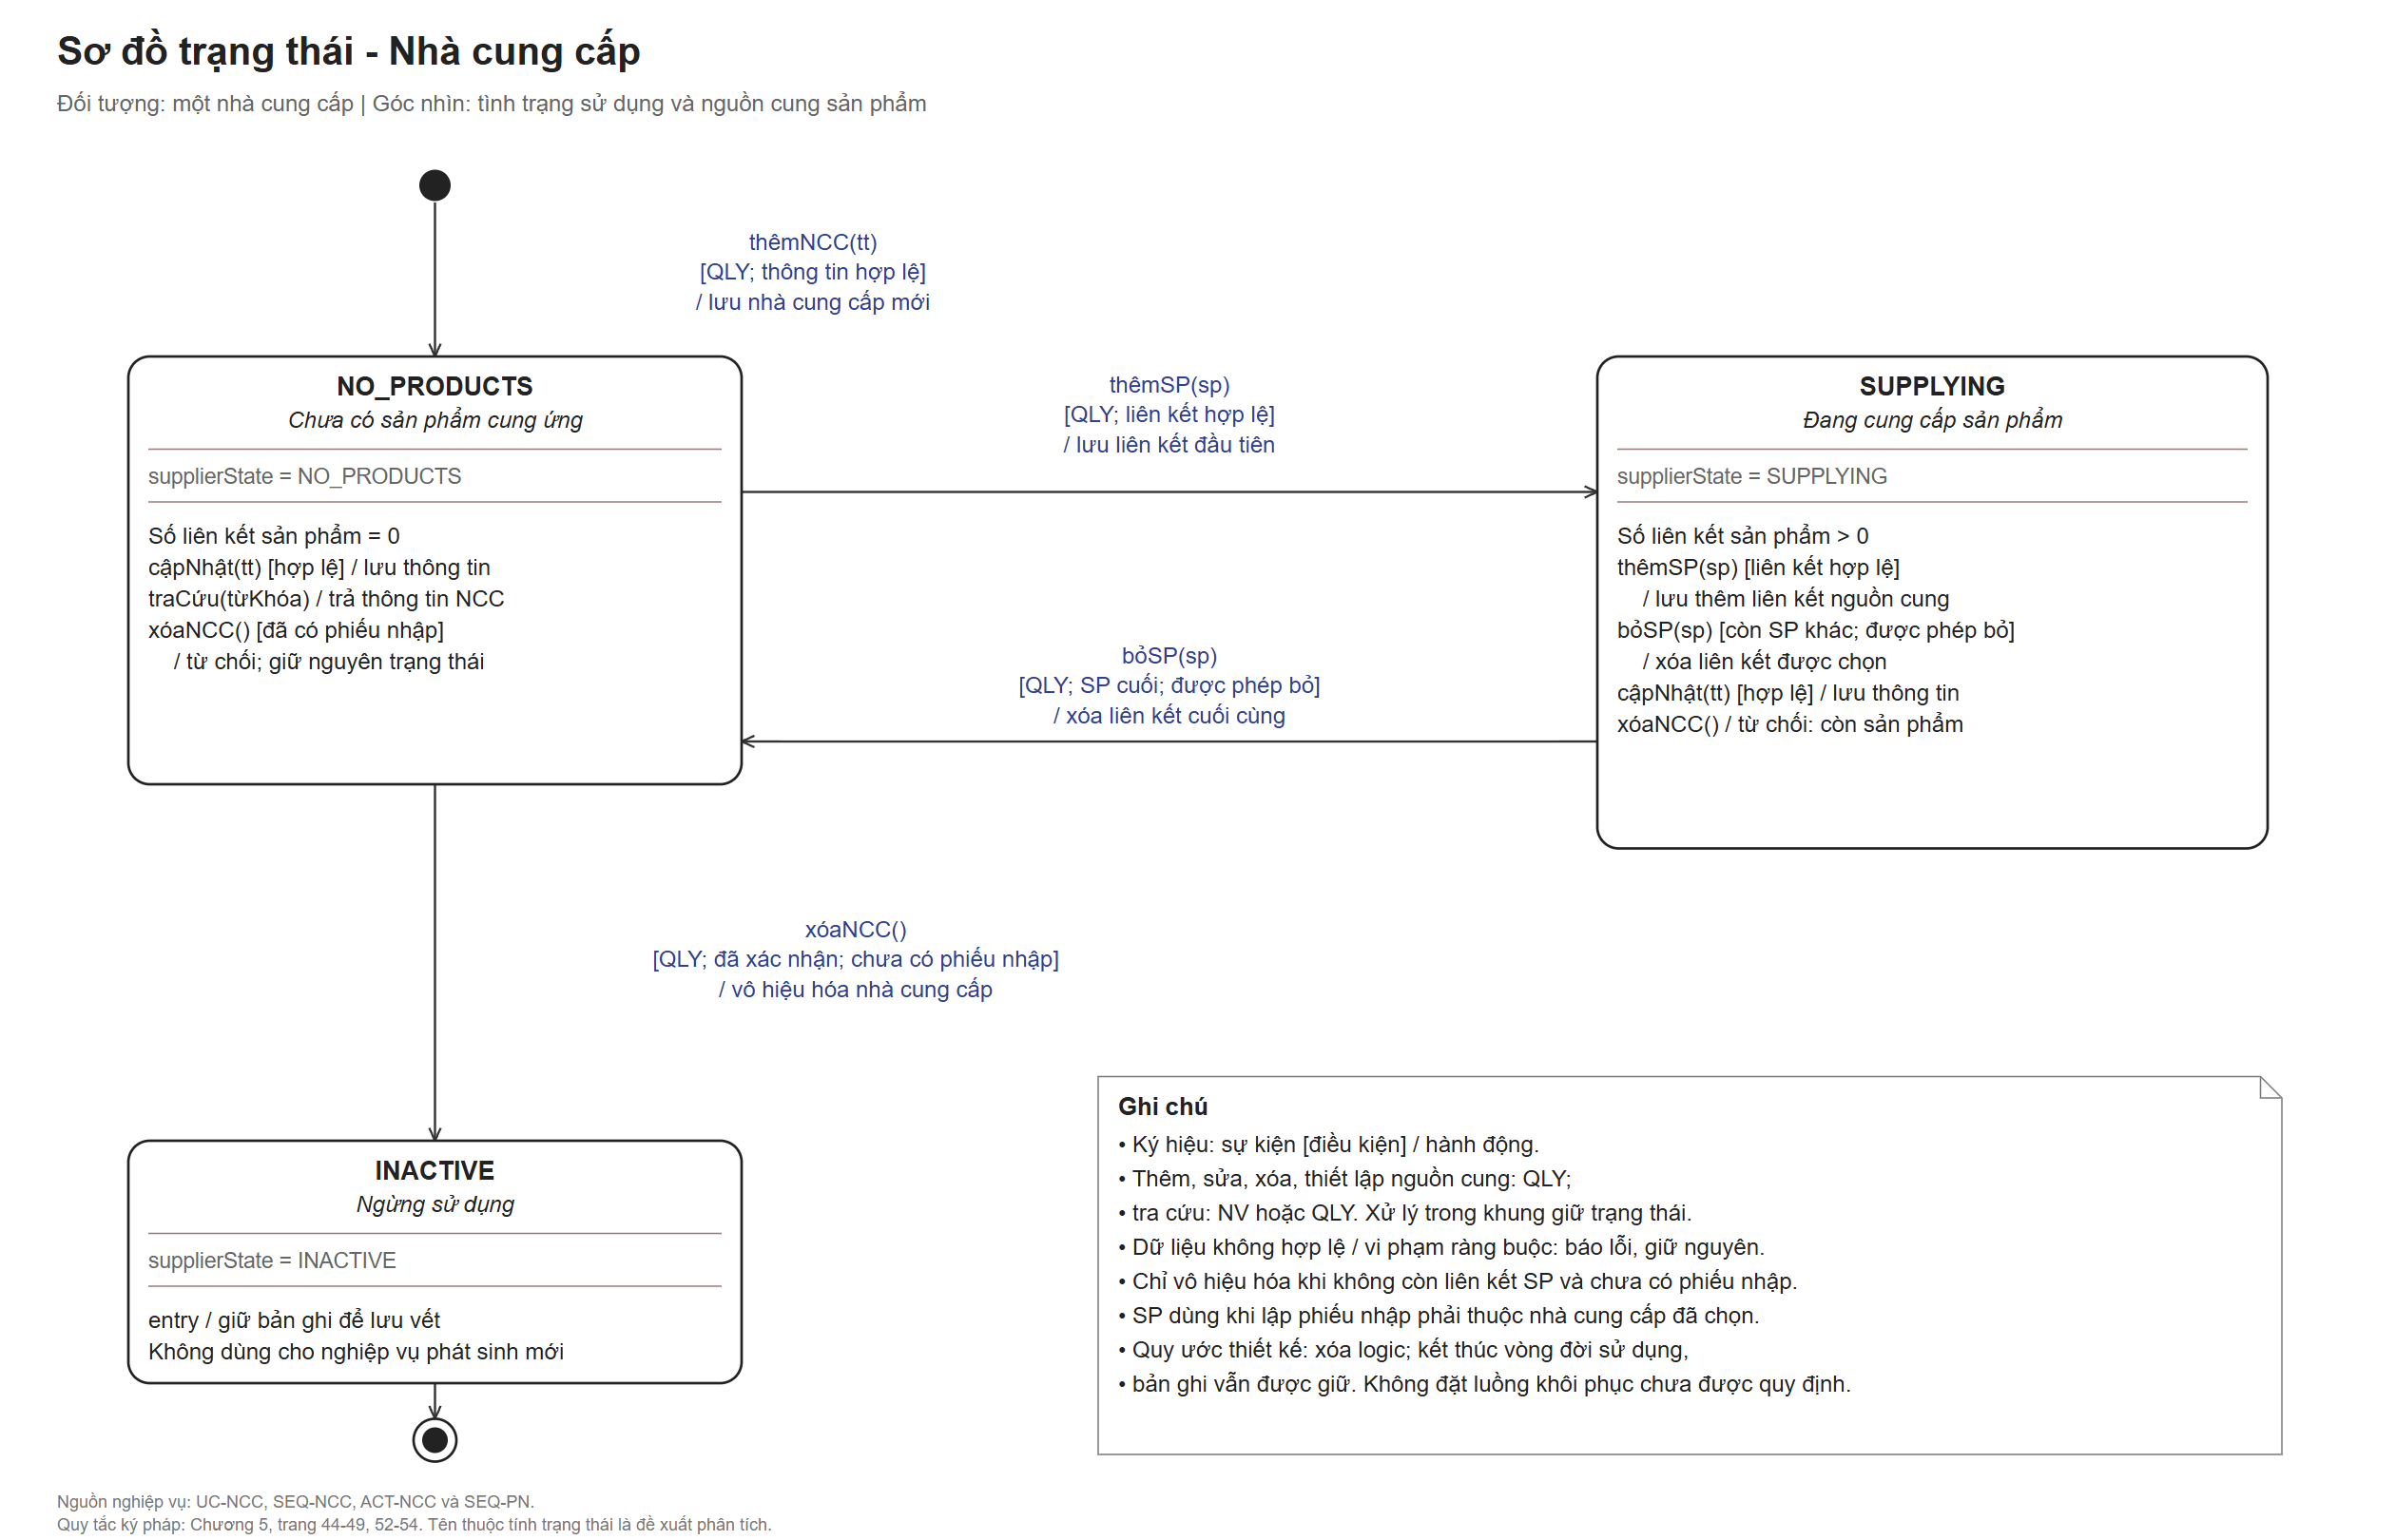 Sơ đồ trạng thái - Nhà cung cấp
Đối tượng: một nhà cung cấp | Góc nhìn: tình trạng sử dụng và nguồn cung sản phẩm
thêmNCC(tt)
[QLY; thông tin hợp lệ]
/ lưu nhà cung cấp mới
NO_PRODUCTS
Chưa có sản phẩm cung ứng
supplierState = NO_PRODUCTS
Số liên kết sản phẩm = 0
cậpNhật(tt) [hợp lệ] / lưu thông tin
traCứu(từKhóa) / trả thông tin NCC
xóaNCC() [đã có phiếu nhập]
/ từ chối; giữ nguyên trạng thái
thêmSP(sp)
[QLY; liên kết hợp lệ]
/ lưu liên kết đầu tiên
bỏSP(sp)
[QLY; SP cuối; được phép bỏ]
/ xóa liên kết cuối cùng
SUPPLYING
Đang cung cấp sản phẩm
supplierState = SUPPLYING
Số liên kết sản phẩm > 0
thêmSP(sp) [liên kết hợp lệ]
/ lưu thêm liên kết nguồn cung
bỏSP(sp) [còn SP khác; được phép bỏ]
/ xóa liên kết được chọn
cậpNhật(tt) [hợp lệ] / lưu thông tin
xóaNCC() / từ chối: còn sản phẩm
xóaNCC()
[QLY; đã xác nhận; chưa có phiếu nhập]
/ vô hiệu hóa nhà cung cấp
INACTIVE
Ngừng sử dụng
supplierState = INACTIVE
entry / giữ bản ghi để lưu vết
Không dùng cho nghiệp vụ phát sinh mới
Ghi chú
• Ký hiệu: sự kiện [điều kiện] / hành động.
• Thêm, sửa, xóa, thiết lập nguồn cung: QLY;
• tra cứu: NV hoặc QLY. Xử lý trong khung giữ trạng thái.
• Dữ liệu không hợp lệ / vi phạm ràng buộc: báo lỗi, giữ nguyên.
• Chỉ vô hiệu hóa khi không còn liên kết SP và chưa có phiếu nhập.
• SP dùng khi lập phiếu nhập phải thuộc nhà cung cấp đã chọn.
• Quy ước thiết kế: xóa logic; kết thúc vòng đời sử dụng,
• bản ghi vẫn được giữ. Không đặt luồng khôi phục chưa được quy định.
Nguồn nghiệp vụ: UC-NCC, SEQ-NCC, ACT-NCC và SEQ-PN.
Quy tắc ký pháp: Chương 5, trang 44-49, 52-54. Tên thuộc tính trạng thái là đề xuất phân tích.